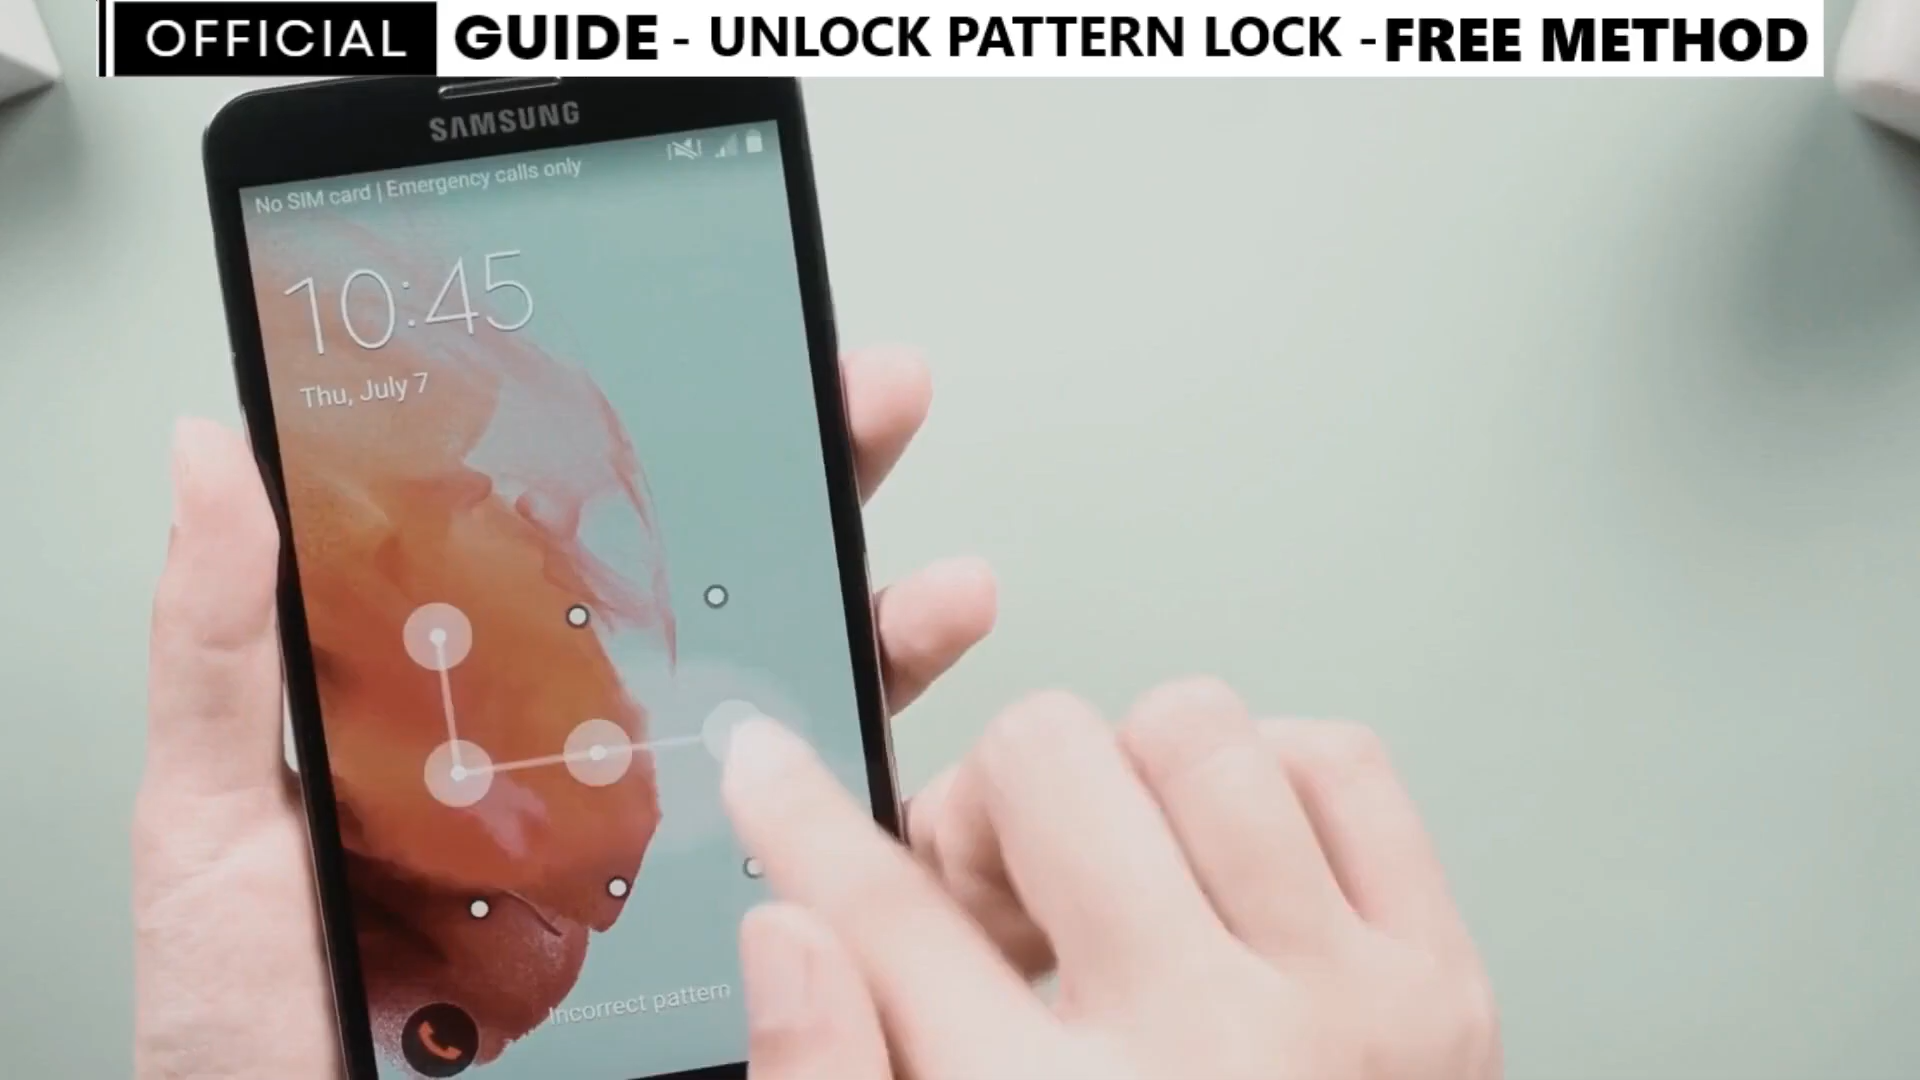 OFFICIAL GUIDE - UNLOCK PATTERN LOCK - FREE METHOD
SAMSUNG
No SIM card | Emergency calls only
10:45
Thu, July 7
Incorrect pattern